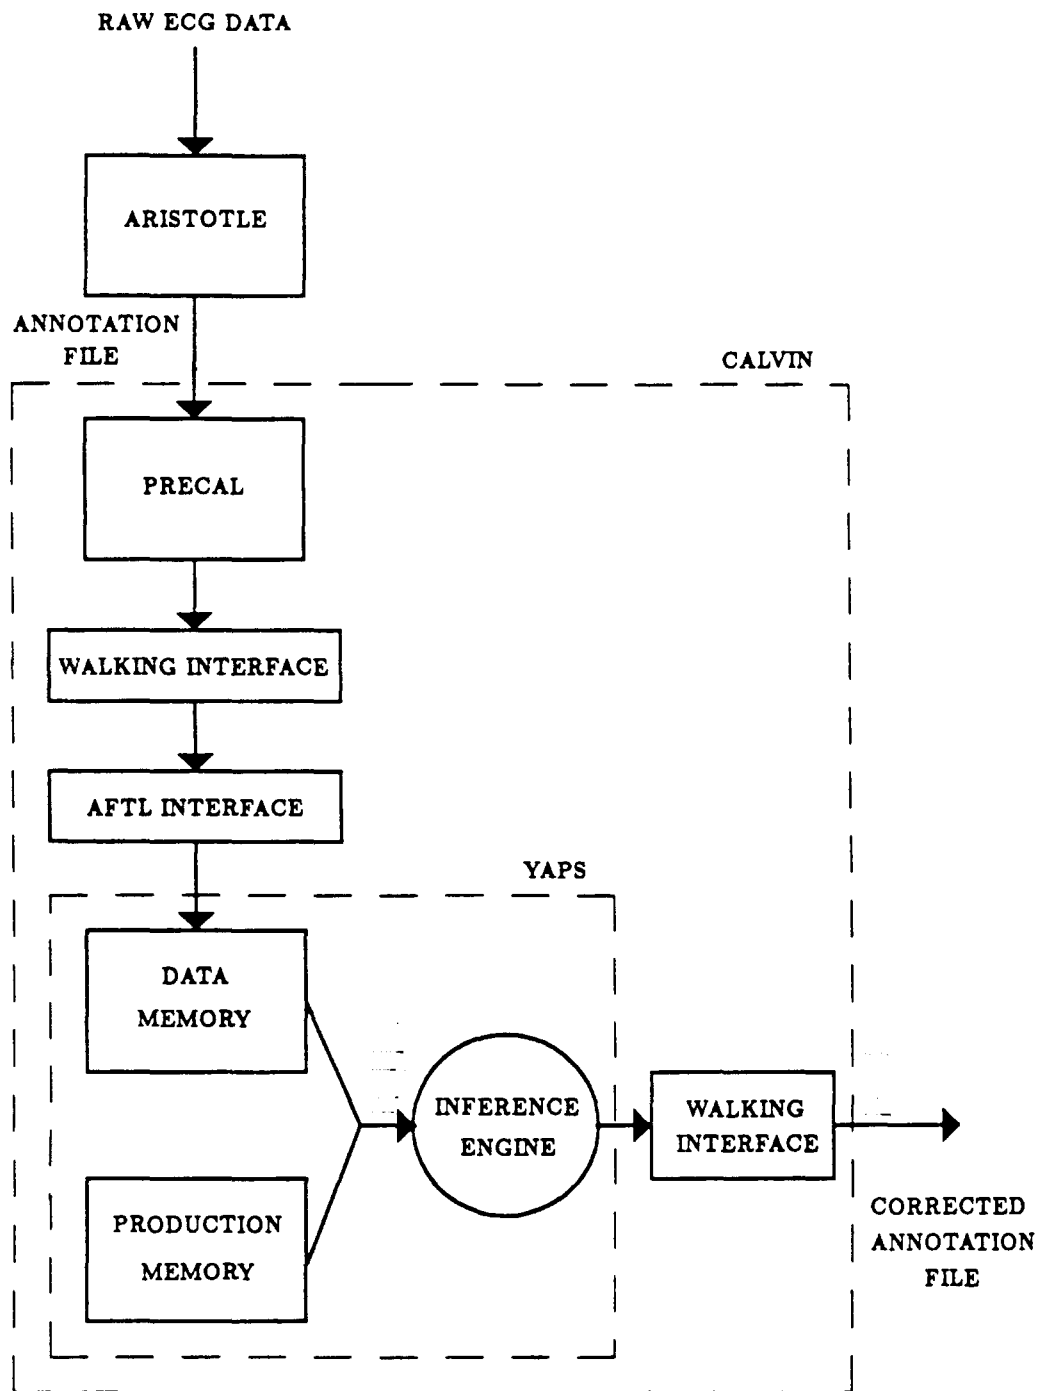 RAW ECG DATA
ARISTOTLE
ANNOTATION
FILE
CALVIN
PRECAL
WALKING INTERFACE
AFTL INTERFACE
YAPS
DATA
MEMORY
INFERENCE
ENGINE
WALKING
INTERFACE
PRODUCTION
MEMORY
CORRECTED
ANNOTATION
FILE